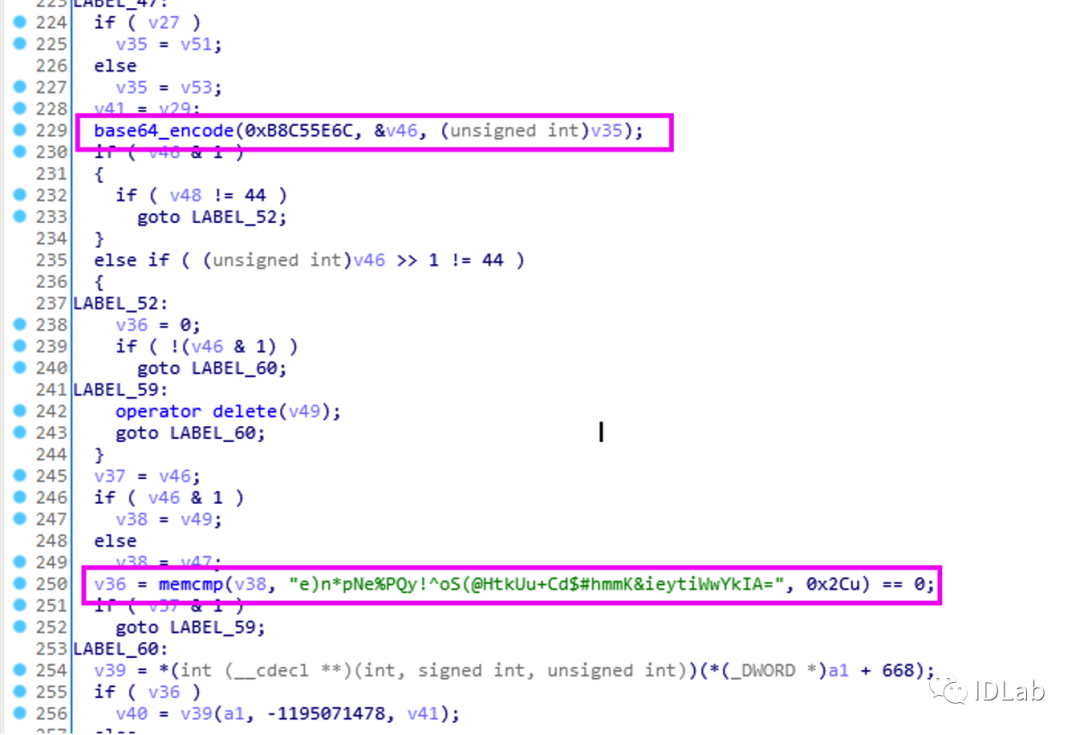 223 LABEL_47:
224 if ( v27 )
225 v35 = v51;
226 else
227 v35 = v53;
228 v41 = v29;
229 base64_encode(0xB8C55E6C, &v46, (unsigned int)v35);
230 if ( v46 & 1 )
231 {
232 if ( v48 != 44 )
233 goto LABEL_52;
234 }
235 else if ( (unsigned int)v46 >> 1 != 44 )
236 {
237 LABEL_52:
238 v36 = 0;
239 if ( !(v46 & 1) )
240 goto LABEL_60;
241 LABEL_59:
242 operator delete(v49);
243 goto LABEL_60;
244 }
245 v37 = v46;
246 if ( v46 & 1 )
247 v38 = v49;
248 else
249 v38 = v47;
250 v36 = memcmp(v38, "e)n*pNe%PQy!^oS(@HtkUu+Cd$#hmmK&ieytiWwYkIA=", 0x2Cu) == 0;
251 if ( v37 & 1 )
252 goto LABEL_59;
253 LABEL_60:
254 v39 = *(int (__cdecl **)(int, signed int, unsigned int))(*(_DWORD *)a1 + 668);
255 if ( v36 )
256 v40 = v39(a1, -1195071478, v41);
257 else
IDLab